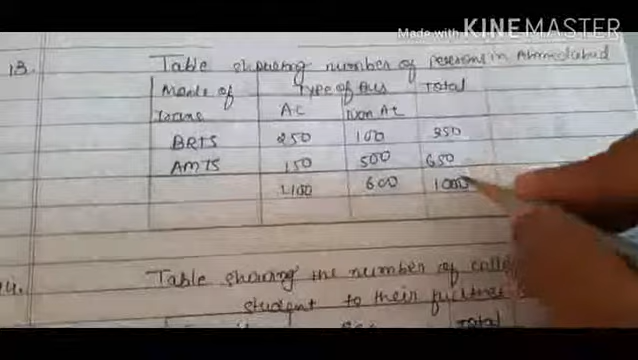 Made with KINEMASTER
13. Table showing number of persons in Ahmedabad
Mode of Type of Bus Total
Trans AC Non AC
BRTS 250 100 350
AMTS 150 500 650
1100 600 1000
14. Table showing the number of
student to their
Total